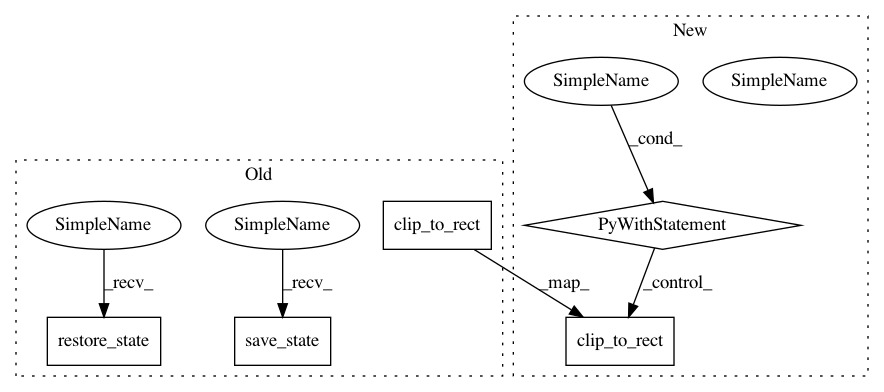 New
SimpleName
SimpleName
_cond_
Old
SimpleName
SimpleName
clip_to_rect
PyWithStatement
_recv_
_recv_
_map_
_control_
restore_state
save_state
clip_to_rect